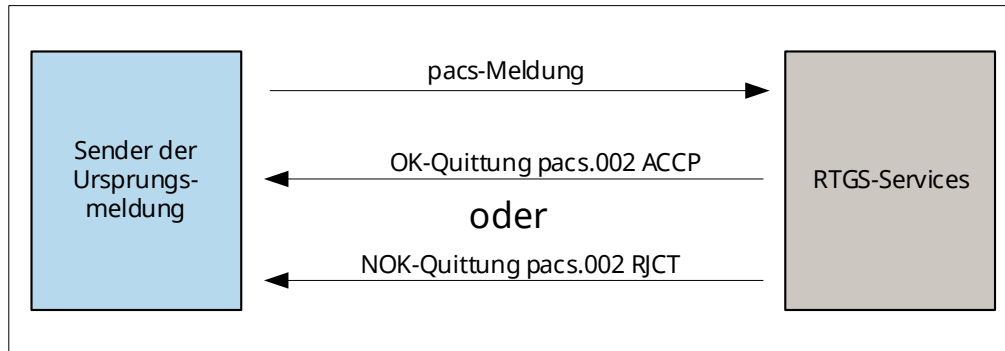 pacs-Meldung
Sender der
Ursprungs-
meldung
OK-Quittung pacs.002 ACCP
RTGS-Services
oder
NOK-Quittung pacs.002 RJCT